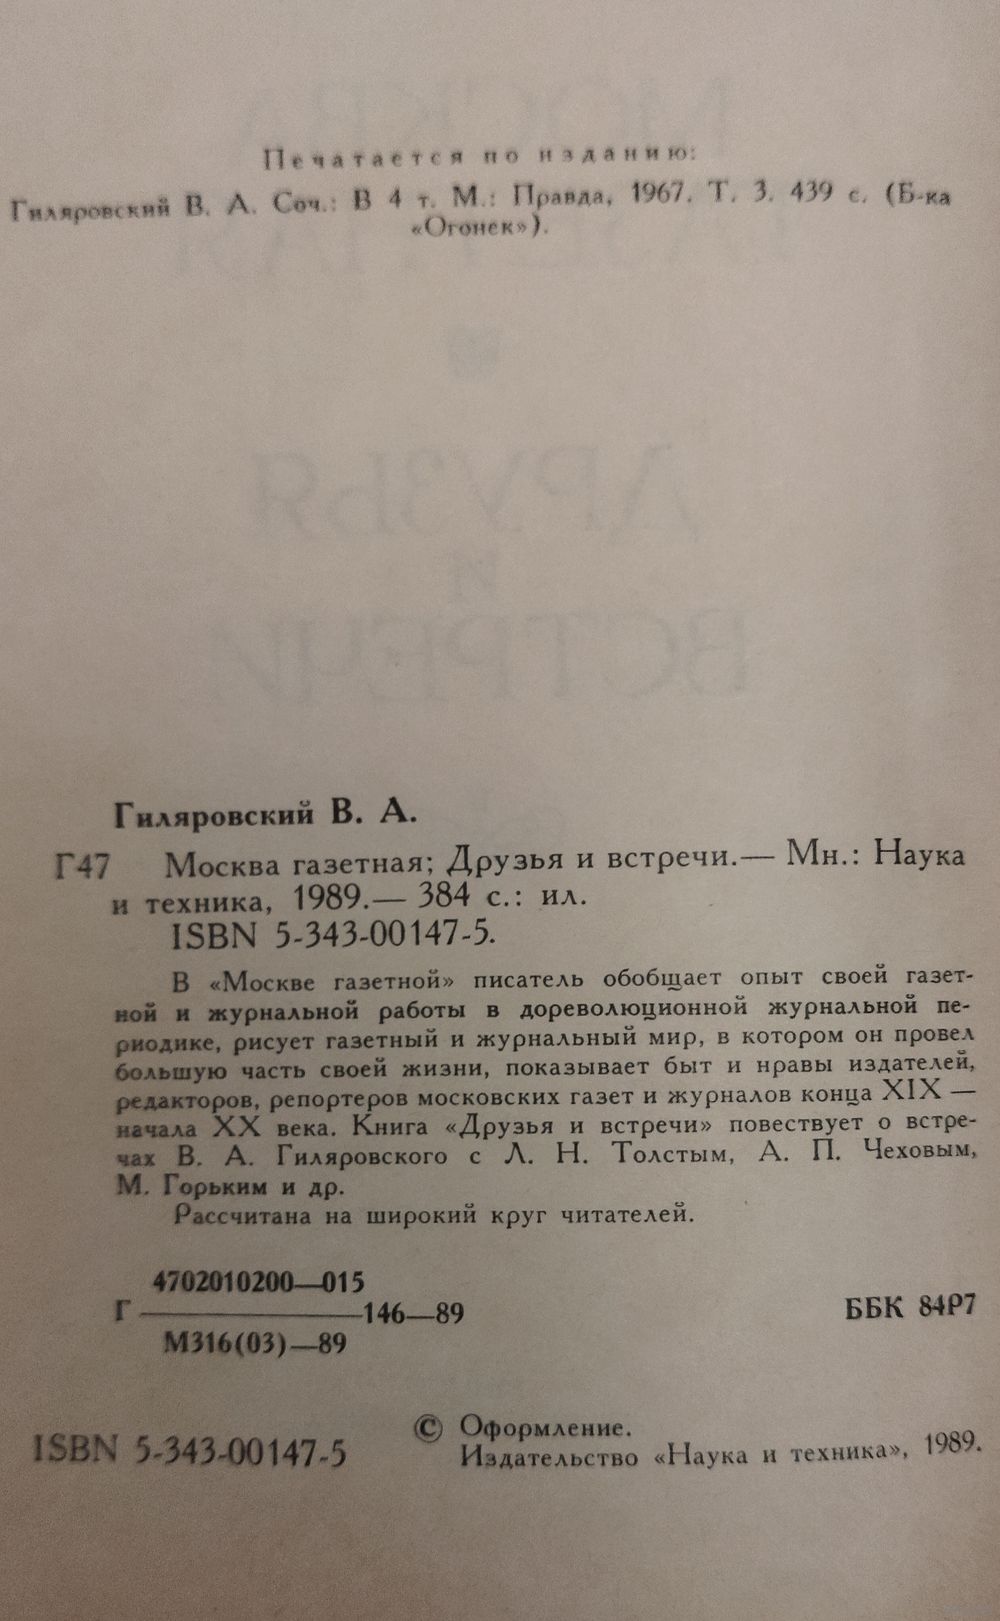 Печатается по изданию:
Гиляровский В. А. Соч.: В 4 т. М.: Правда, 1967. Т. 3. 439 с. (Б-ка
«Огонек»).
ДРУЗЬЯ
И
ВСТРЕЧИ
Гиляровский В. А.
Г47 Москва газетная; Друзья и встречи.— Мн.: Наука
и техника, 1989.— 384 с.: ил.
ISBN 5-343-00147-5.
В «Москве газетной» писатель обобщает опыт своей газет-
ной и журнальной работы в дореволюционной журнальной пе-
риодике, рисует газетный и журнальный мир, в котором он провел
большую часть своей жизни, показывает быт и нравы издателей,
редакторов, репортеров московских газет и журналов конца XIX —
начала XX века. Книга «Друзья и встречи» повествует о встре-
чах В. А. Гиляровского с Л. Н. Толстым, А. П. Чеховым,
М. Горьким и др.
Рассчитана на широкий круг читателей.
4702010200—015
Г ——— 146—89
М316(03)—89
ББК 84Р7
ISBN 5-343-00147-5
© Оформление.
Издательство «Наука и техника», 1989.